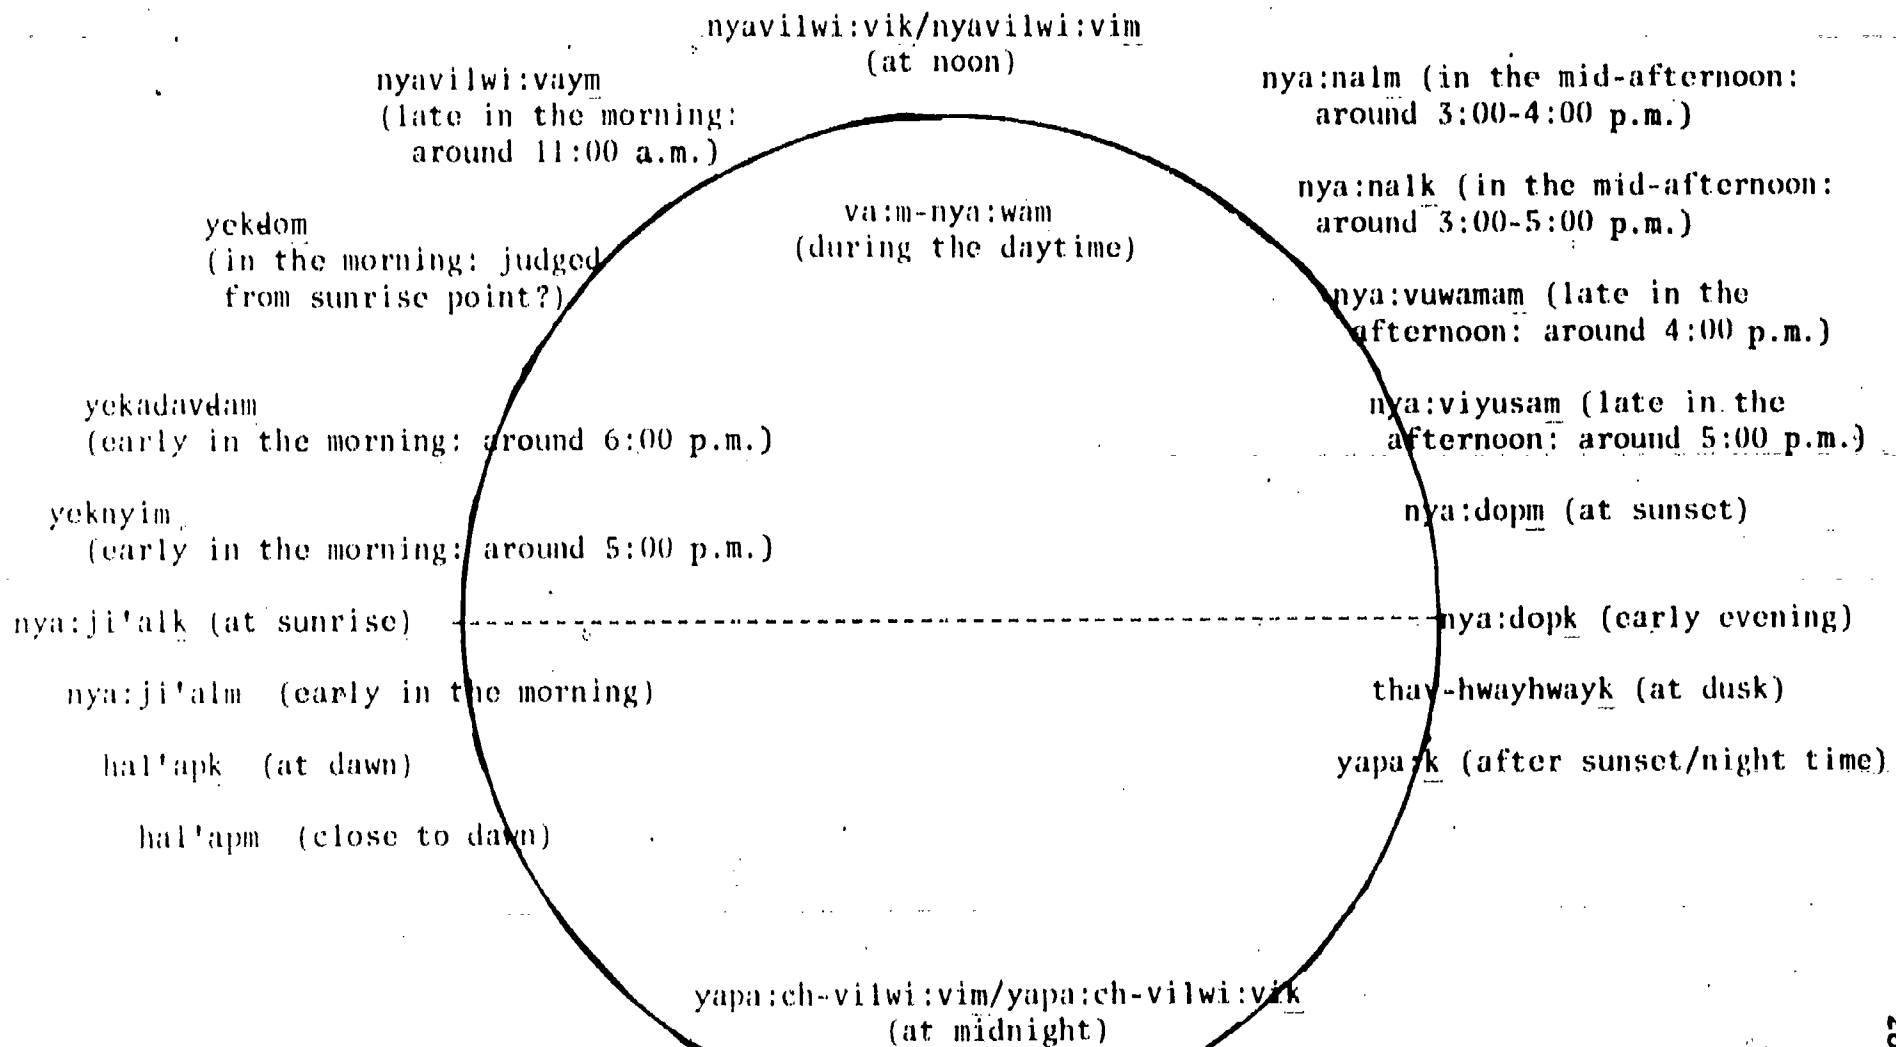 nyavilwi:vik/nyavilwi:vim
(at noon)
nyavilwi:vaym
(late in the morning:
around 11:00 a.m.)
yekdom
(in the morning: judged
from sunrise point?)
yekadavdam
(early in the morning: around 6:00 p.m.)
yeknyim
(early in the morning: around 5:00 p.m.)
nya:ji'alk (at sunrise)
nya:ji'alm (early in the morning)
hal'apk (at dawn)
hal'apm (close to dawn)
va:m-nya:wam
(during the daytime)
nya:nalm (in the mid-afternoon:
around 3:00-4:00 p.m.)
nya:nalk (in the mid-afternoon:
around 3:00-5:00 p.m.)
nya:vuwamam (late in the
afternoon: around 4:00 p.m.)
nya:viyusam (late in the
afternoon: around 5:00 p.m.)
nya:dopm (at sunset)
nya:dopk (early evening)
thav-hwayhwayk (at dusk)
yapa:k (after sunset/night time)
yapa:ch-vilwi:vim/yapa:ch-vilwi:vik
(at midnight)